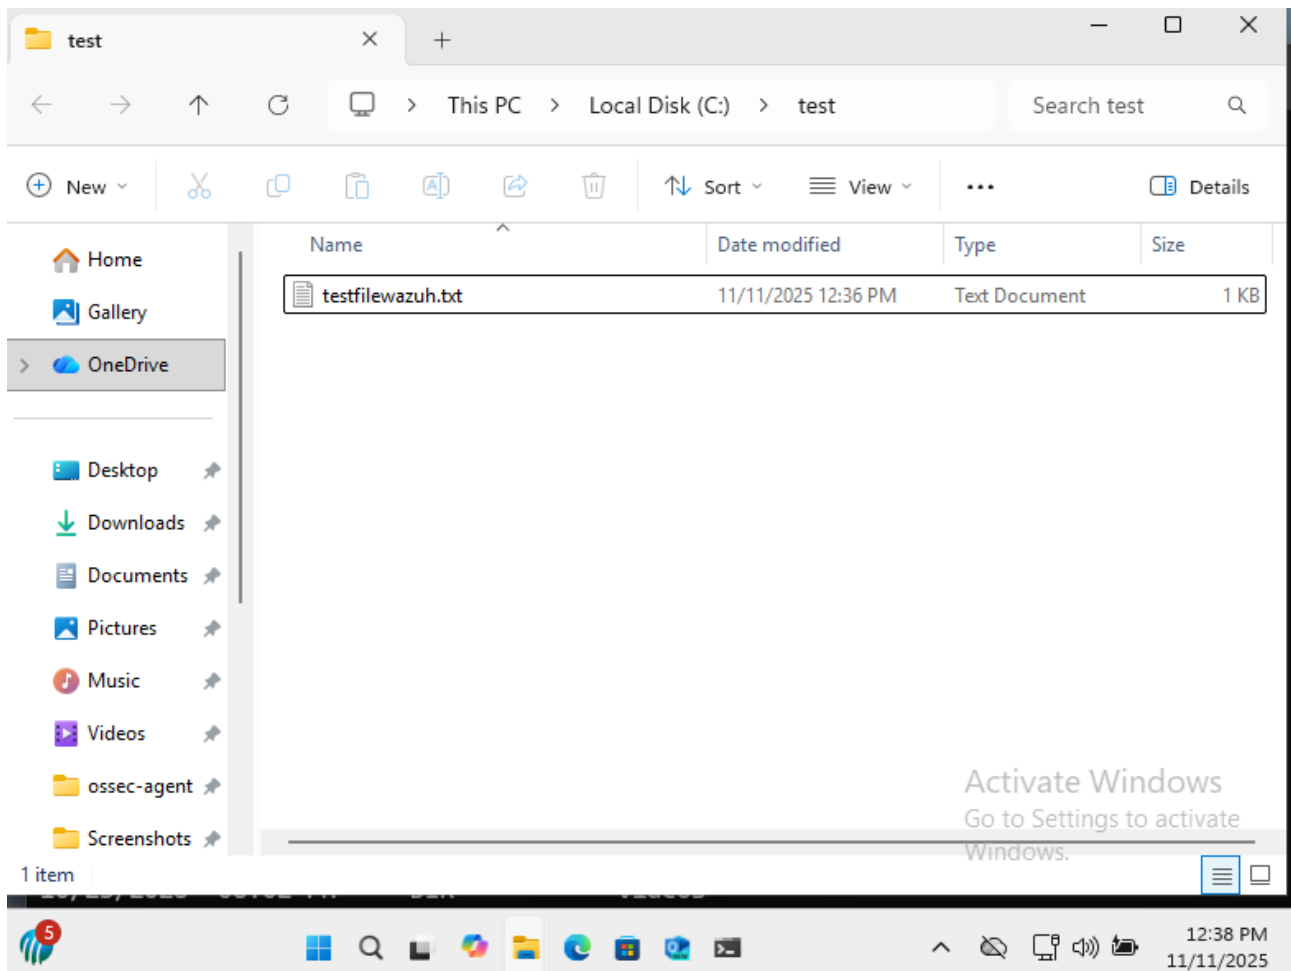 test
This PC > Local Disk (C:) > test
Search test
New
Sort
View
Details
Name
Date modified
Type
Size
Home
Gallery
OneDrive
Desktop
Downloads
Documents
Pictures
Music
Videos
ossec-agent
Screenshots
testfilewazuh.txt 11/11/2025 12:36 PM Text Document 1 KB
Activate Windows
Go to Settings to activate
Windows.
1 item
5
12:38 PM
11/11/2025